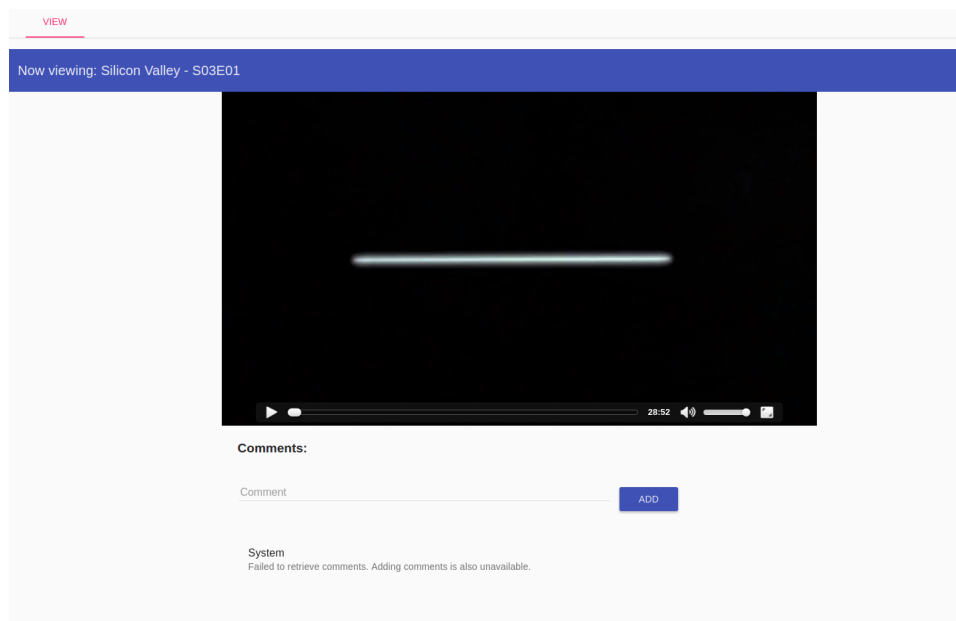 VIEW
Now viewing: Silicon Valley - S03E01
28:52
Comments:
Comment
ADD
System
Failed to retrieve comments. Adding comments is also unavailable.